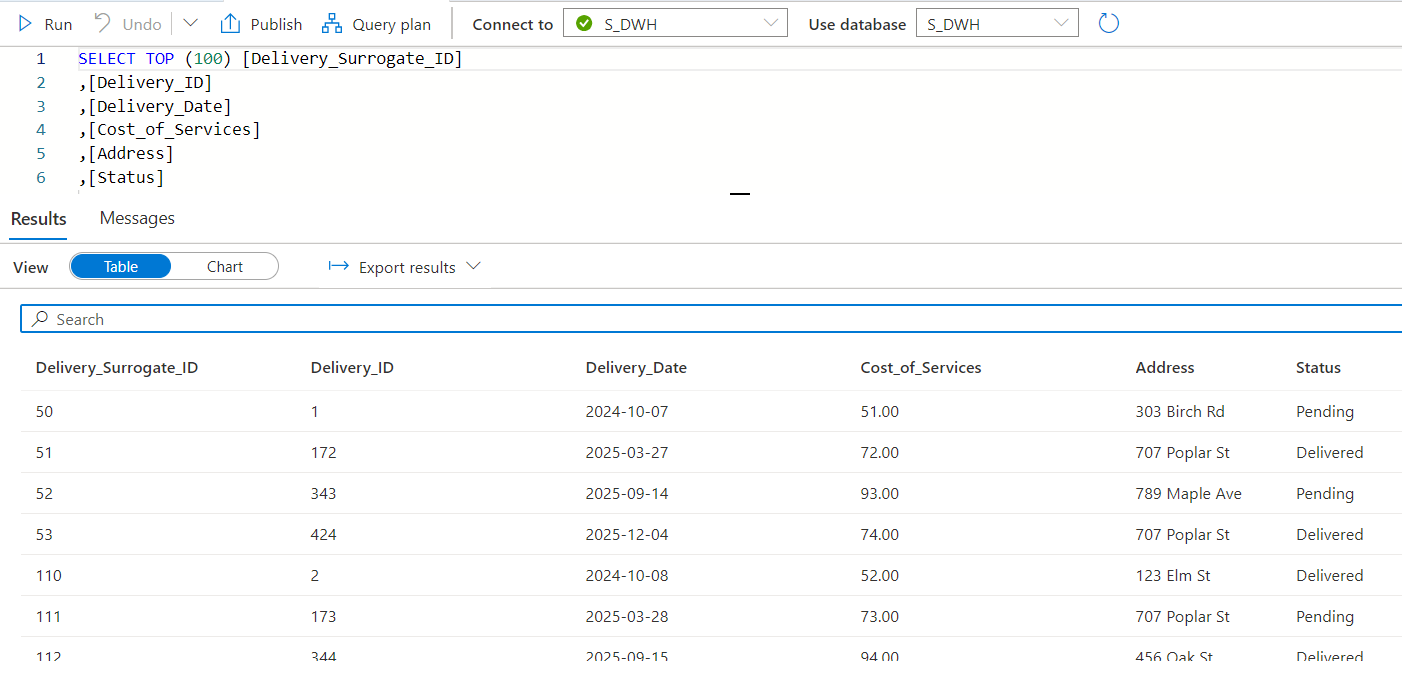 Run Undo Publish Query plan Connect to S_DWH Use database S_DWH
1 SELECT TOP (100) [Delivery_Surrogate_ID]
2 ,[Delivery_ID]
3 ,[Delivery_Date]
4 ,[Cost_of_Services]
5 ,[Address]
6 ,[Status]
Results Messages
View Table Chart Export results
Search
Delivery_Surrogate_ID Delivery_ID Delivery_Date Cost_of_Services Address Status
50 1 2024-10-07 51.00 303 Birch Rd Pending
51 172 2025-03-27 72.00 707 Poplar St Delivered
52 343 2025-09-14 93.00 789 Maple Ave Pending
53 424 2025-12-04 74.00 707 Poplar St Delivered
110 2 2024-10-08 52.00 123 Elm St Delivered
111 173 2025-03-28 73.00 707 Poplar St Pending
112 344 2025-09-15 94.00 456 Oak St Delivered